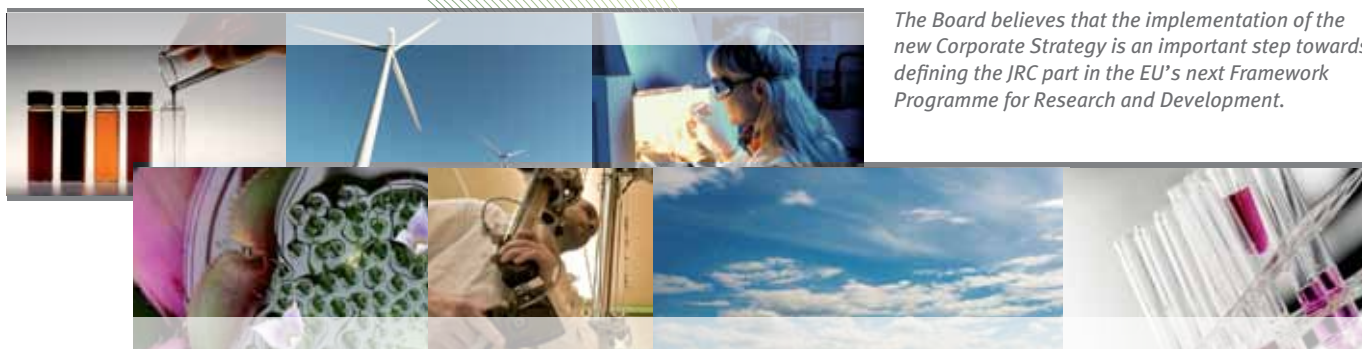 The Board believes that the implementation of the
new Corporate Strategy is an important step towards
defining the JRC part in the EU’s next Framework
Programme for Research and Development.